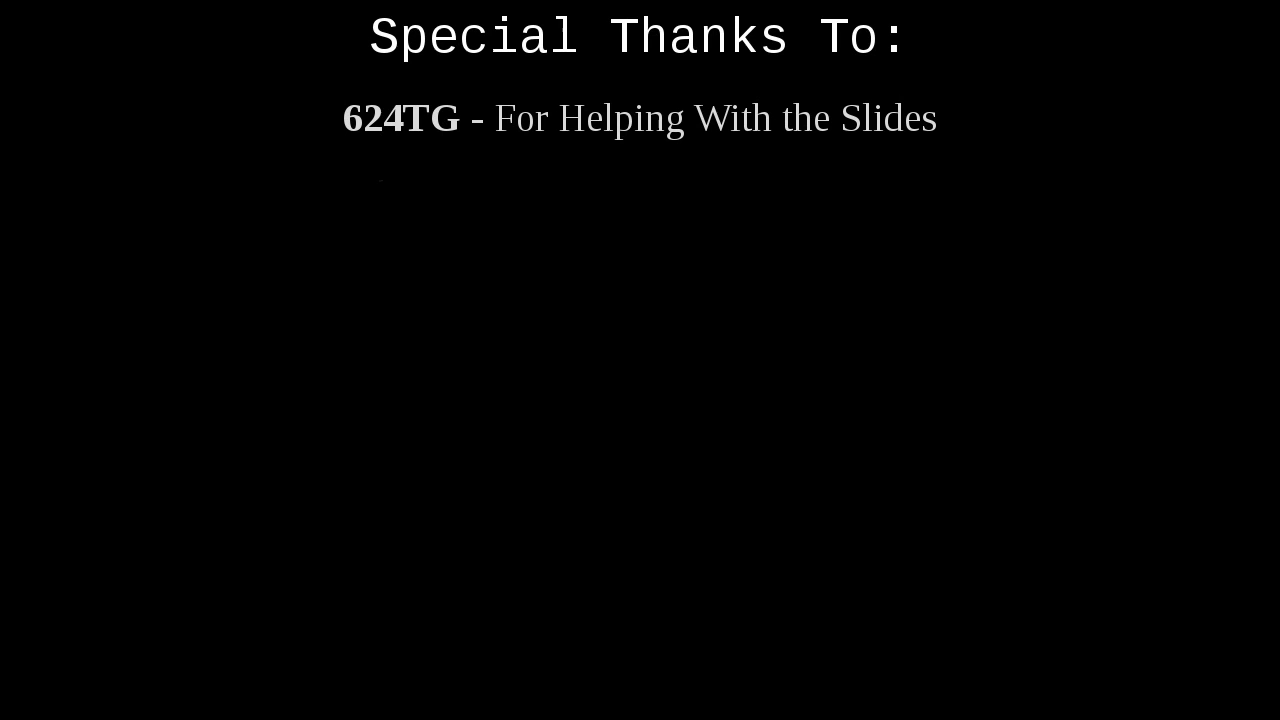 Special Thanks To:
624TG - For Helping With the Slides